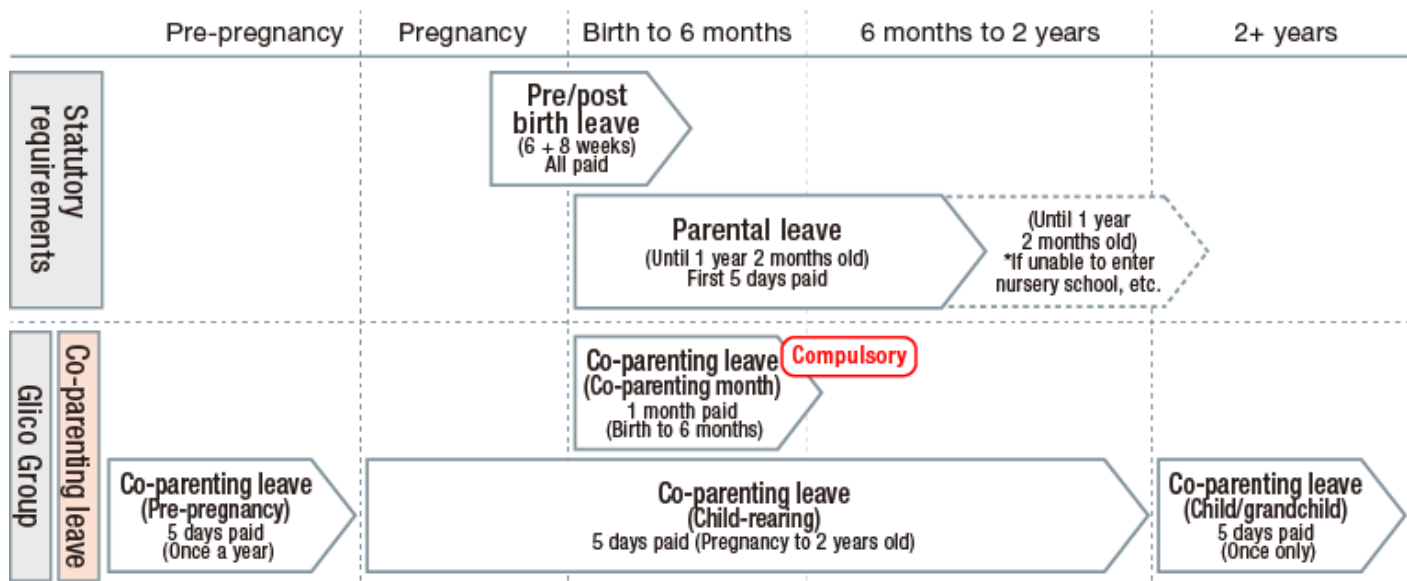 Pre-pregnancy
Pregnancy
Birth to 6 months
6 months to 2 years
2+ years
Statutory
requirements
Pre/post
birth leave
(6 + 8 weeks)
All paid
Parental leave
(Until 1 year 2 months old)
First 5 days paid
(Until 1 year
2 months old)
*If unable to enter
nursery school, etc.
Glico Group
Co-parenting leave
Co-parenting leave
(Co-parenting month)
1 month paid
(Birth to 6 months)
Compulsory
Co-parenting leave
(Pre-pregnancy)
5 days paid
(Once a year)
Co-parenting leave
(Child-rearing)
5 days paid (Pregnancy to 2 years old)
Co-parenting leave
(Child/grandchild)
5 days paid
(Once only)